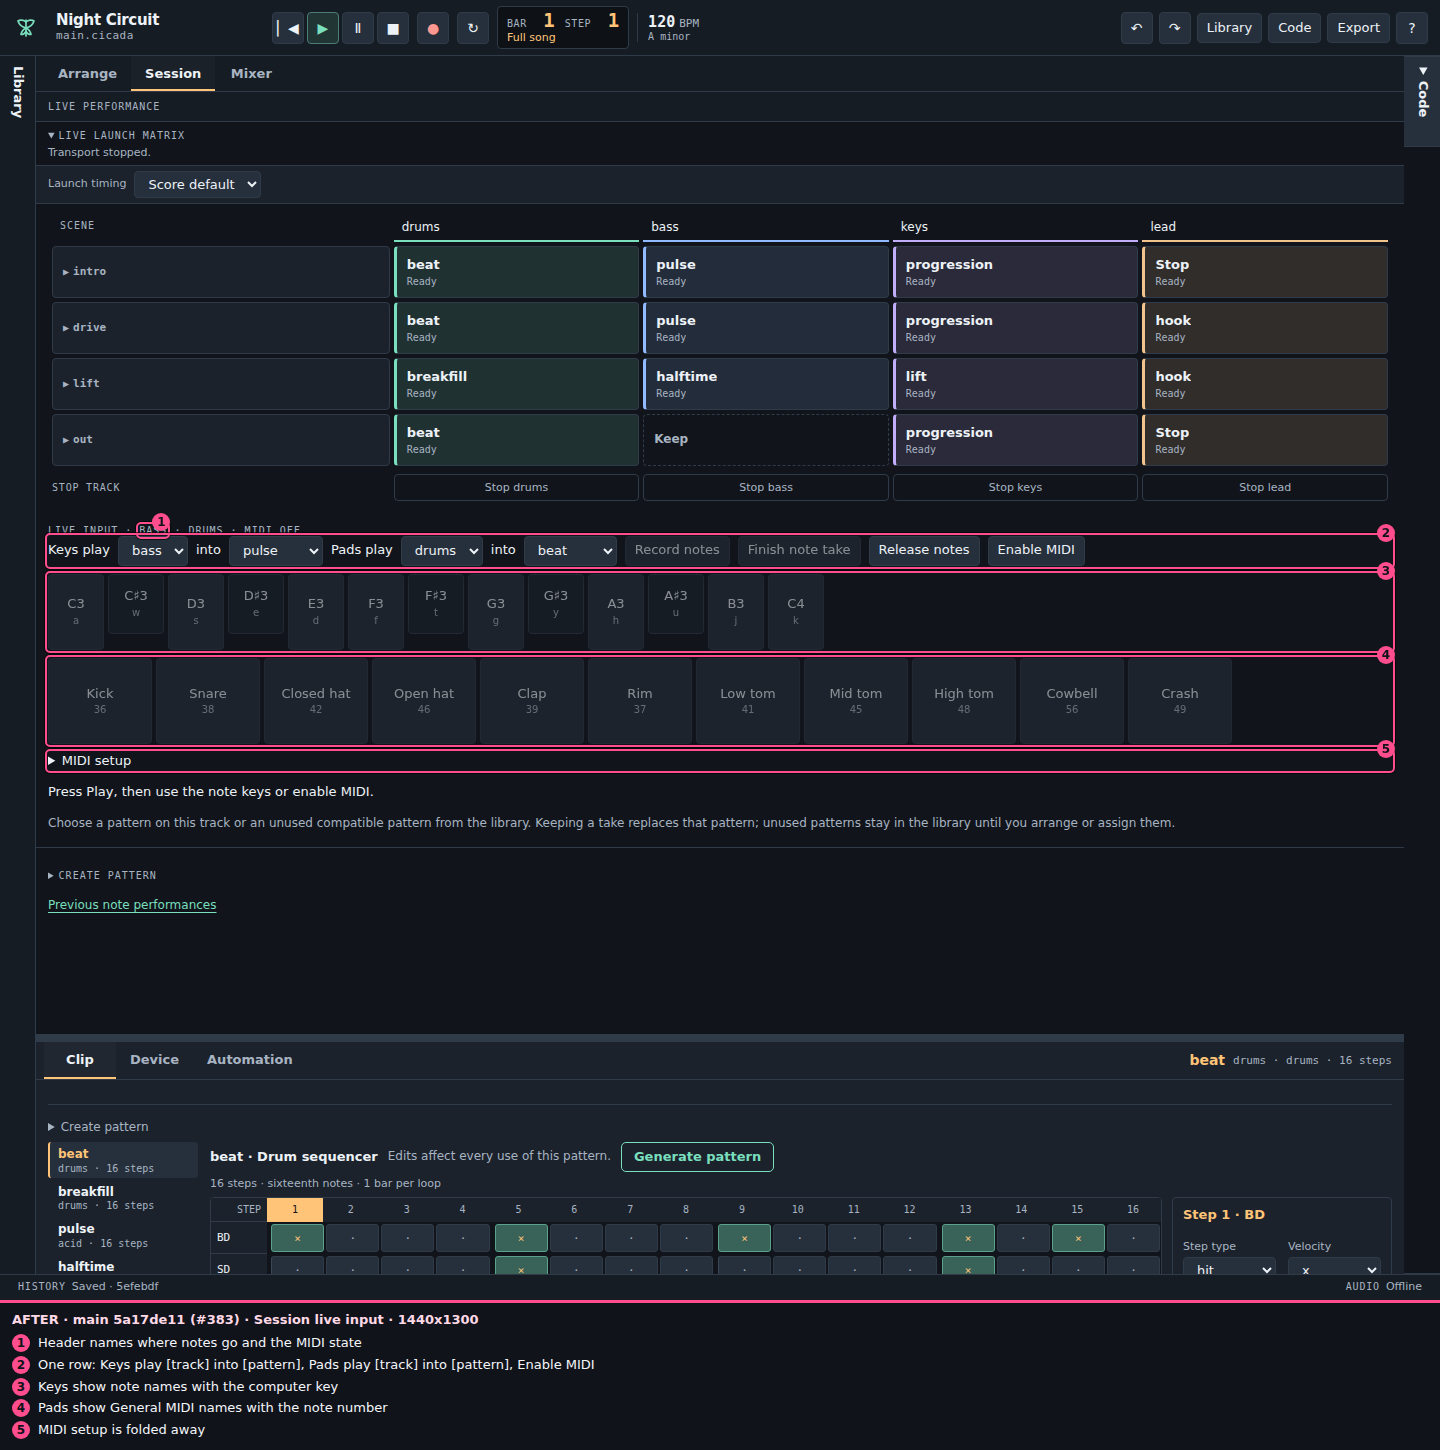 Night Circuit
main.cicada
BAR 1 STEP 1
Full song
120 BPM
A minor
Library
Code
Export
?
Library
Code
Arrange Session Mixer
LIVE PERFORMANCE
LIVE LAUNCH MATRIX
Transport stopped.
Launch timing Score default
SCENE drums bass keys lead
intro
beat
Ready
pulse
Ready
progression
Ready
Stop
Ready
drive
beat
Ready
pulse
Ready
progression
Ready
hook
Ready
lift
breakfill
Ready
halftime
Ready
lift
Ready
hook
Ready
out
beat
Ready
Keep
progression
Ready
Stop
Ready
STOP TRACK Stop drums Stop bass Stop keys Stop lead
1
LIVE INPUT · BASS · DRUMS · MIDI OFF
2
Keys play bass into pulse Pads play drums into beat Record notes Finish note take Release notes Enable MIDI
3
C3 C♯3 D3 D♯3 E3 F3 F♯3 G3 G♯3 A3 A♯3 B3 C4
a w s e d f t g y h u j k
4
Kick Snare Closed hat Open hat Clap Rim Low tom Mid tom High tom Cowbell Crash
36 38 42 46 39 37 41 45 48 56 49
5
MIDI setup
Press Play, then use the note keys or enable MIDI.
Choose a pattern on this track or an unused compatible pattern from the library. Keeping a take replaces that pattern; unused patterns stay in the library until you arrange or assign them.
CREATE PATTERN
Previous note performances
Clip Device Automation
beat drums · drums · 16 steps
Create pattern
beat
drums · 16 steps
breakfill
drums · 16 steps
pulse
acid · 16 steps
halftime
beat · Drum sequencer Edits affect every use of this pattern. Generate pattern
16 steps · sixteenth notes · 1 bar per loop
STEP 1 2 3 4 5 6 7 8 9 10 11 12 13 14 15 16
BD × · · · × · · · × · · · × · × ·
SD · · · · × · · · · · · · × · · ·
Step 1 · BD
Step type Velocity
hit x
HISTORY Saved · 5efebdf
AUDIO Offline
AFTER · main 5a17de11 (#383) · Session live input · 1440x1300
1 Header names where notes go and the MIDI state
2 One row: Keys play [track] into [pattern], Pads play [track] into [pattern], Enable MIDI
3 Keys show note names with the computer key
4 Pads show General MIDI names with the note number
5 MIDI setup is folded away